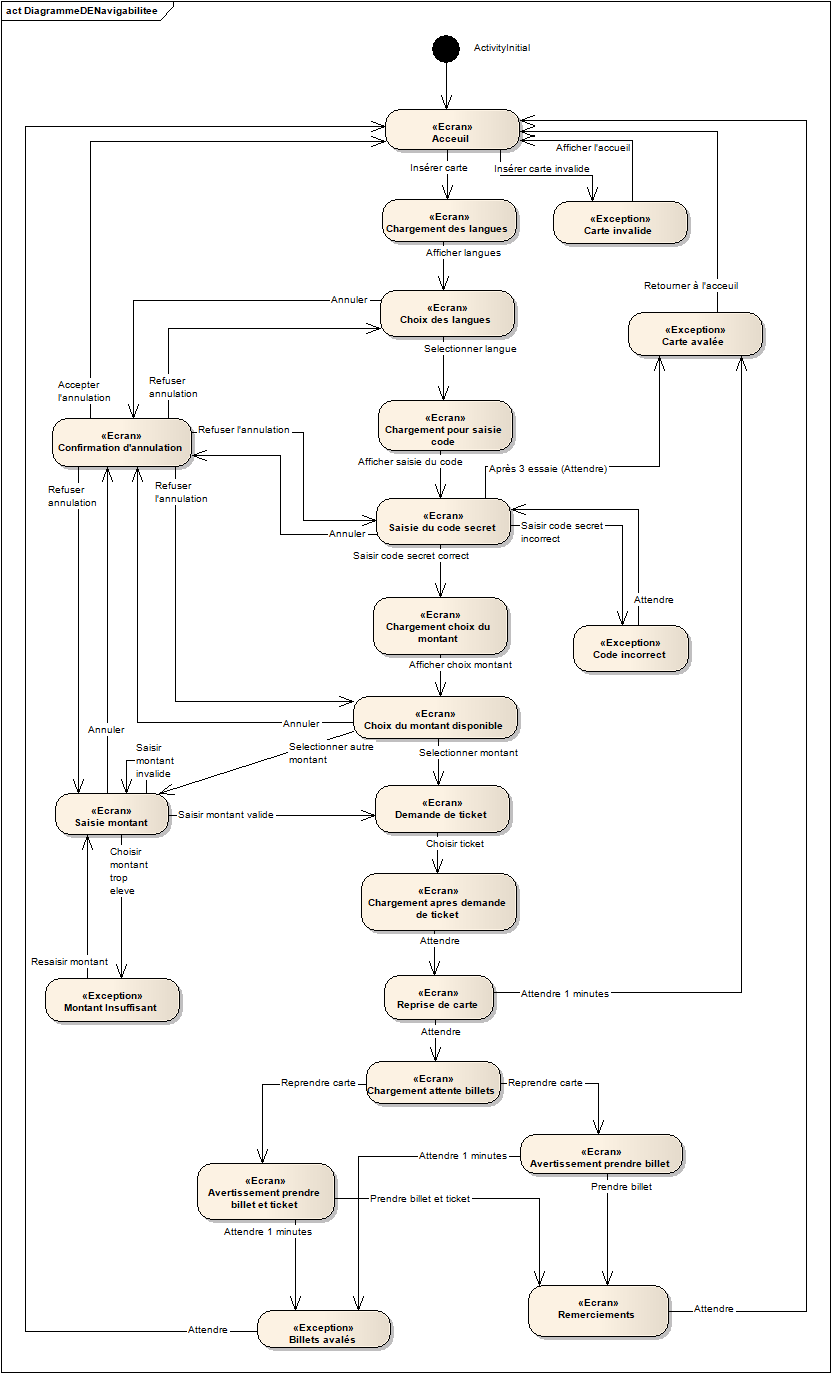 act DiagrammeDENavigabilitee
ActivityInitial
«Ecran»
Acceuil
Afficher l'accueil
Insérer carte
Insérer carte invalide
«Ecran»
Chargement des langues
«Exception»
Carte invalide
Afficher langues
Retourner à l'acceuil
«Ecran»
Choix des langues
Annuler
«Exception»
Carte avalée
Selectionner langue
Accepter
l'annulation
Refuser
annulation
«Ecran»
Chargement pour saisie
code
«Ecran»
Confirmation d'annulation
Refuser l'annulation
Afficher saisie du code
Après 3 essaie (Attendre)
Refuser
annulation
Refuser
l'annulation
«Ecran»
Saisie du code secret
Annuler
Saisir code secret
incorrect
Saisir code secret correct
Attendre
«Ecran»
Chargement choix du
montant
«Exception»
Code incorrect
Afficher choix montant
«Ecran»
Choix du montant disponible
Annuler
Annuler
Saisir
montant
invalide
Selectionner autre
montant
Selectionner montant
«Ecran»
Saisie montant
Saisir montant valide
«Ecran»
Demande de ticket
Choisir ticket
Choisir
montant
trop
eleve
«Ecran»
Chargement apres demande
de ticket
Attendre
Resaisir montant
«Exception»
Montant Insuffisant
«Ecran»
Reprise de carte
Attendre 1 minutes
Attendre
«Ecran»
Chargement attente billets
Reprendre carte
Reprendre carte
«Ecran»
Avertissement prendre billet
Attendre 1 minutes
«Ecran»
Avertissement prendre
billet et ticket
Prendre billet et ticket
Prendre billet
Attendre 1 minutes
«Ecran»
Remerciements
Attendre
«Exception»
Billets avalés
Attendre